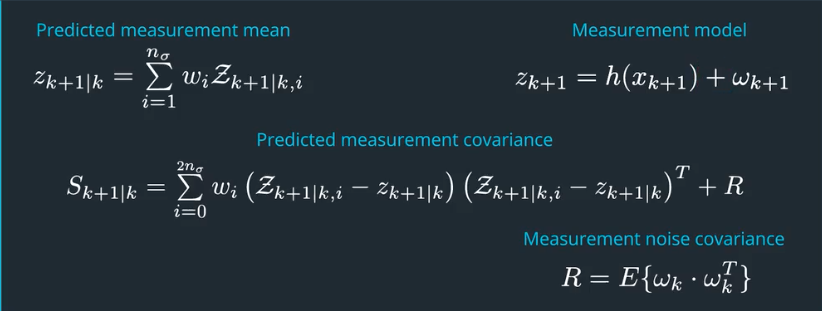 Predicted measurement mean
Measurement model
$z_{k+1|k} = \sum_{i=1}^{n_\sigma} w_i \mathcal{Z}_{k+1|k,i}$
$z_{k+1} = h(x_{k+1}) + \omega_{k+1}$
Predicted measurement covariance
$S_{k+1|k} = \sum_{i=0}^{2n_\sigma} w_i \left(\mathcal{Z}_{k+1|k,i} - z_{k+1|k}\right) \left(\mathcal{Z}_{k+1|k,i} - z_{k+1|k}\right)^T + R$
Measurement noise covariance
$R = E\{\omega_k \cdot \omega_k^T\}$